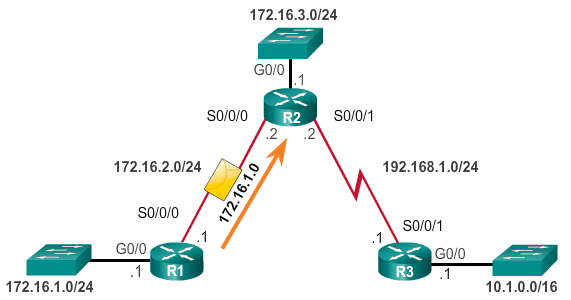 172.16.3.0/24
G0/0
.1
S0/0/0
R2
S0/0/1
.2
.2
172.16.2.0/24
172.16.1.0
192.168.1.0/24
S0/0/0
S0/0/1
.1
.1
G0/0
R1
R3
G0/0
.1
.1
172.16.1.0/24
10.1.0.0/16